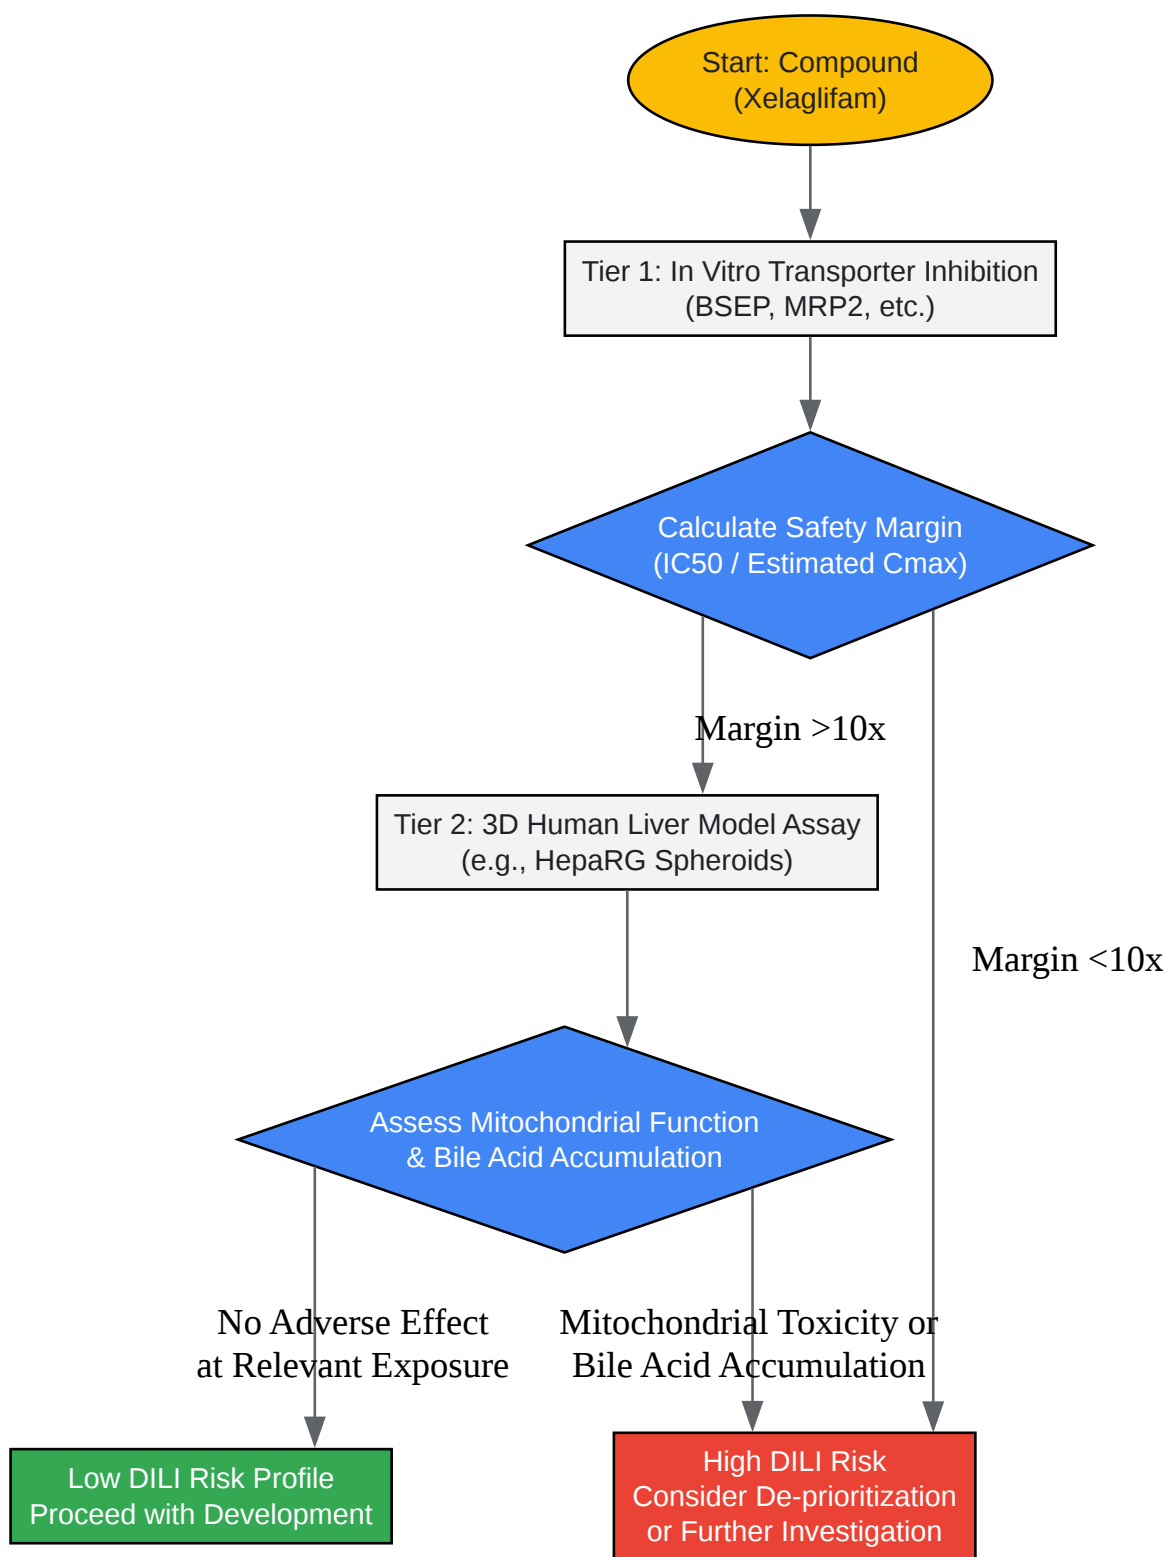 Start: Compound
(Xelaglifam)
Tier 1: In Vitro Transporter Inhibition
(BSEP, MRP2, etc.)
Calculate Safety Margin
(IC50 / Estimated Cmax)
Margin >10x
Tier 2: 3D Human Liver Model Assay
(e.g., HepaRG Spheroids)
Margin <10x
Assess Mitochondrial Function
& Bile Acid Accumulation
No Adverse Effect
at Relevant Exposure
Mitochondrial Toxicity or
Bile Acid Accumulation
Low DILI Risk Profile
Proceed with Development
High DILI Risk
Consider De-prioritization
or Further Investigation